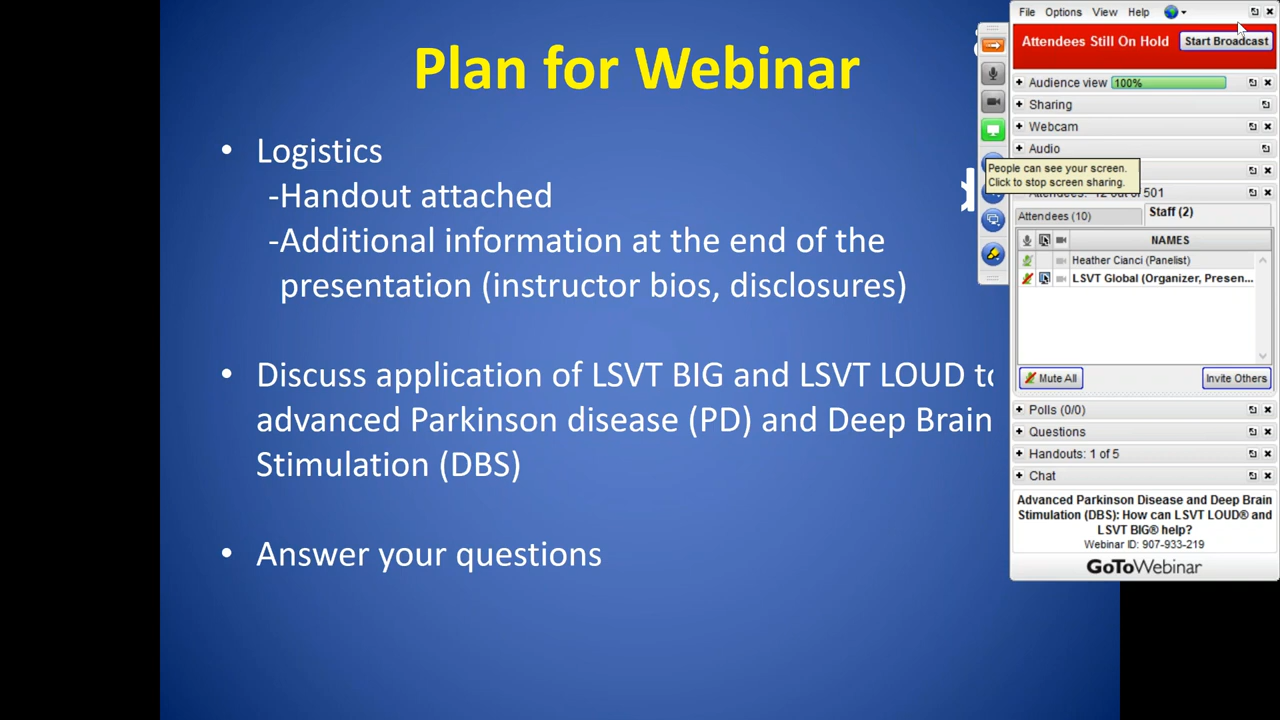 Plan for Webinar
• Logistics
-Handout attached
-Additional information at the end of the
presentation (instructor bios, disclosures)
• Discuss application of LSVT BIG and LSVT LOUD to
advanced Parkinson disease (PD) and Deep Brain
Stimulation (DBS)
• Answer your questions
File Options View Help
Attendees Still On Hold Start Broadcast
Audience view 100%
Sharing
Webcam
Audio
People can see your screen.
Click to stop screen sharing.
501
Attendees (10) Staff (2)
NAMES
Heather Cianci (Panelist)
LSVT Global (Organizer, Presen...
Mute All Invite Others
Polls (0/0)
Questions
Handouts: 1 of 5
Chat
Advanced Parkinson Disease and Deep Brain
Stimulation (DBS): How can LSVT LOUD® and
LSVT BIG® help?
Webinar ID: 907-933-219
GoToWebinar